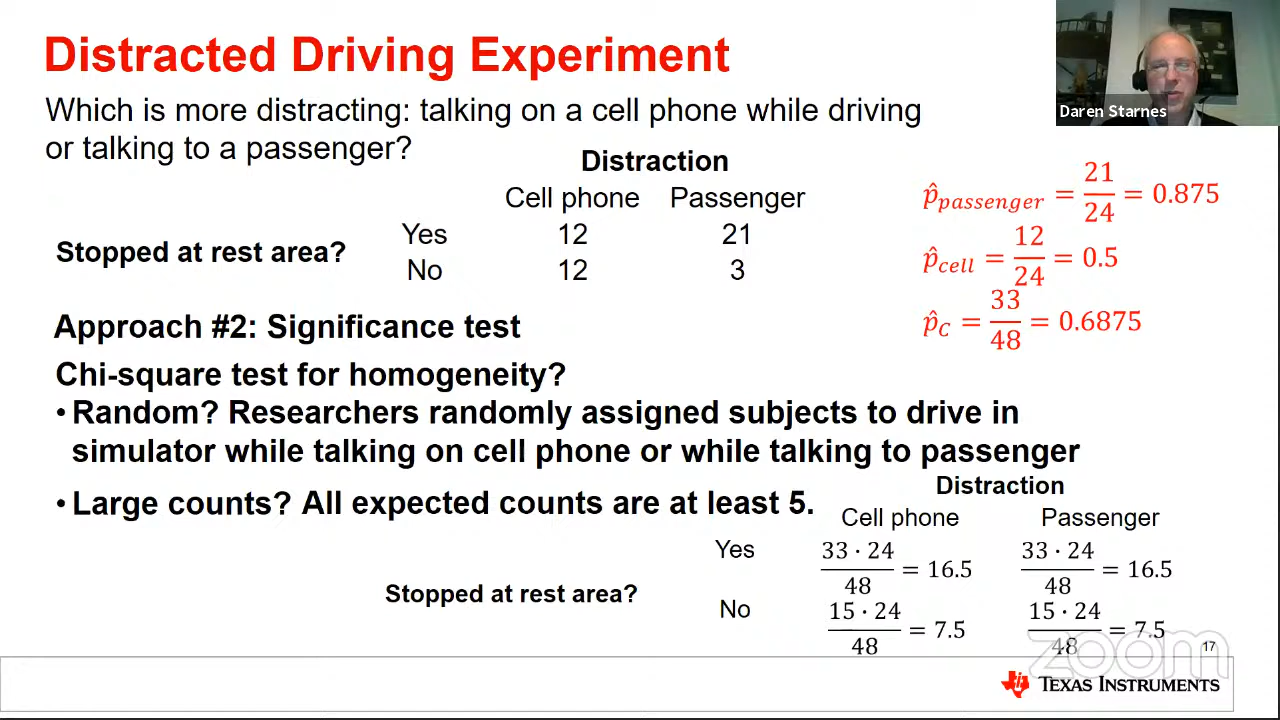 Distracted Driving Experiment
Daren Starnes
Which is more distracting: talking on a cell phone while driving
or talking to a passenger?
Distraction
Cell phone Passenger
Yes 12 21
Stopped at rest area?
No 12 3
p̂_passenger = 21/24 = 0.875
p̂_cell = 12/24 = 0.5
p̂_C = 33/48 = 0.6875
Approach #2: Significance test
Chi-square test for homogeneity?
• Random? Researchers randomly assigned subjects to drive in
simulator while talking on cell phone or while talking to passenger
• Large counts? All expected counts are at least 5.
Distraction
Cell phone Passenger
Yes 33 · 24/48 = 16.5 33 · 24/48 = 16.5
Stopped at rest area?
No 15 · 24/48 = 7.5 15 · 24/48 = 7.5
zoom
17
TEXAS INSTRUMENTS